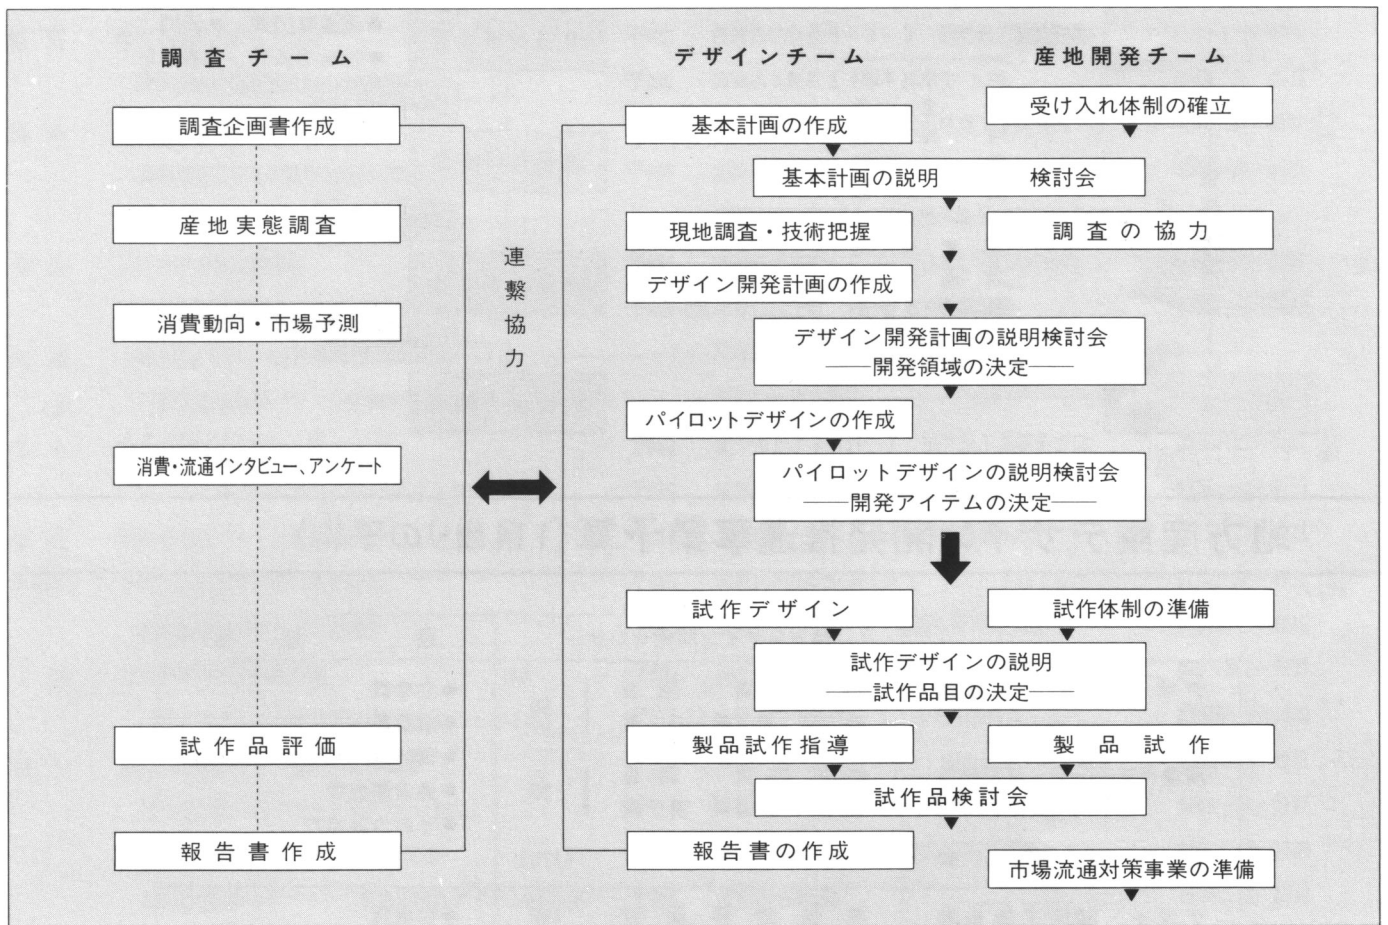 調査チーム
調査企画書作成
産地実態調査
消費動向・市場予測
消費・流通インタビュー、アンケート
試作品評価
報告書作成
連繫協力
デザインチーム
産地開発チーム
受け入れ体制の確立
基本計画の作成
基本計画の説明 検討会
現地調査・技術把握
調査の協力
デザイン開発計画の作成
デザイン開発計画の説明検討会
――開発領域の決定――
パイロットデザインの作成
パイロットデザインの説明検討会
――開発アイテムの決定――
試作デザイン
試作体制の準備
試作デザインの説明
――試作品目の決定――
製品試作指導
製品試作
試作品検討会
報告書の作成
市場流通対策事業の準備